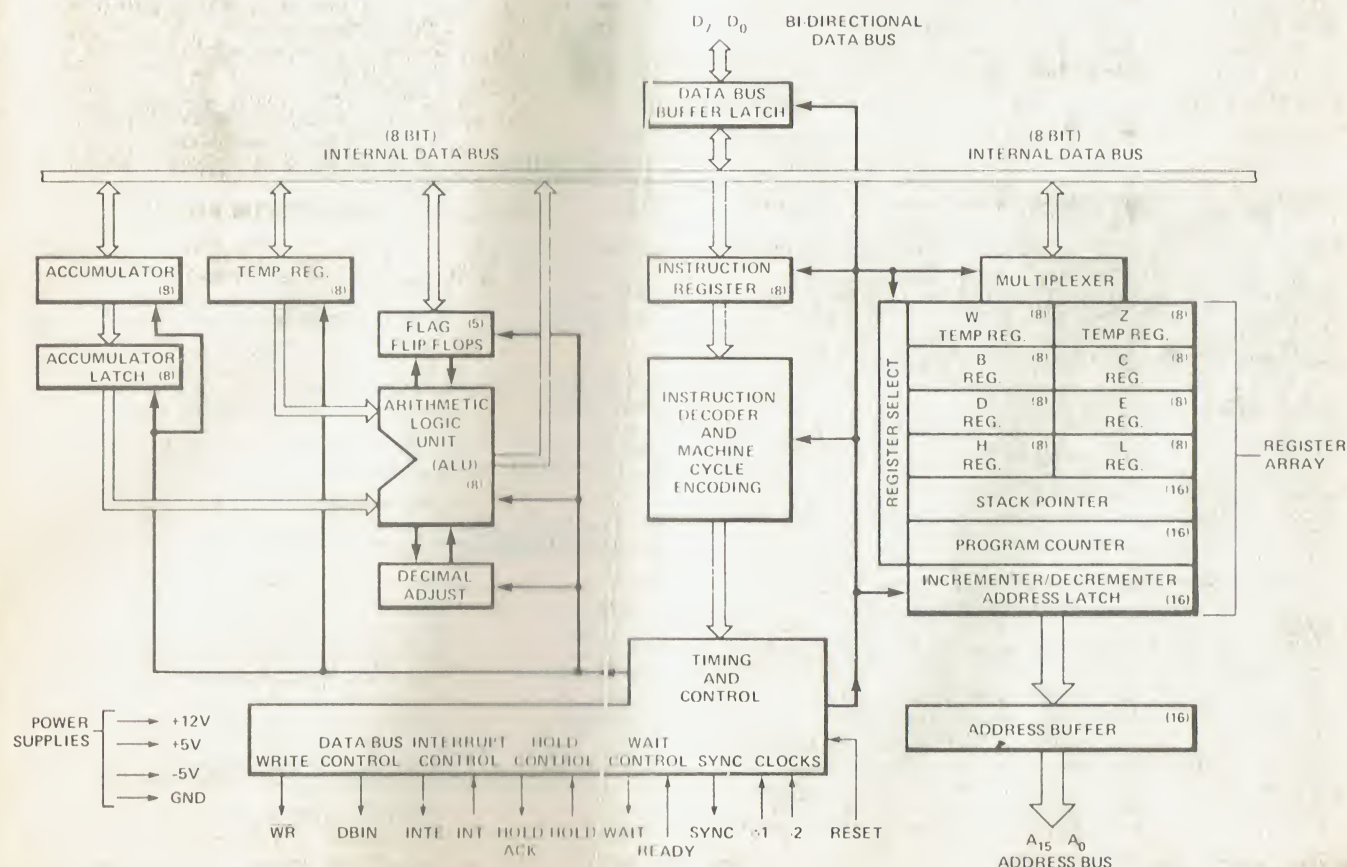 D7 D0 BI-DIRECTIONAL
DATA BUS
DATA BUS
BUFFER LATCH
(8 BIT)
INTERNAL DATA BUS
(8 BIT)
INTERNAL DATA BUS
ACCUMULATOR
(8)
TEMP. REG.
(8)
INSTRUCTION
REGISTER (8)
MULTIPLEXER
FLAG (5)
FLIP FLOPS
ACCUMULATOR
LATCH (8)
ARITHMETIC
LOGIC
UNIT
(ALU)
(8)
DECIMAL
ADJUST
INSTRUCTION
DECODER
AND
MACHINE
CYCLE
ENCODING
REGISTER SELECT
W (8)
TEMP REG.
Z (8)
TEMP REG.
B (8)
REG.
C (8)
REG.
D (8)
REG.
E (8)
REG.
H (8)
REG.
L (8)
REG.
STACK POINTER (16)
PROGRAM COUNTER (16)
INCREMENTER/DECREMENTER
ADDRESS LATCH (16)
REGISTER
ARRAY
TIMING
AND
CONTROL
WRITE
DATA BUS
CONTROL
INTERRUPT
CONTROL
HOLD
CONTROL
WAIT
CONTROL
SYNC
CLOCKS
POWER
SUPPLIES
+12V
+5V
-5V
GND
WR
DBIN
INTE
INT
HOLD
ACK
HOLD
WAIT
READY
SYNC
1
2
RESET
ADDRESS BUFFER (16)
A15 A0
ADDRESS BUS